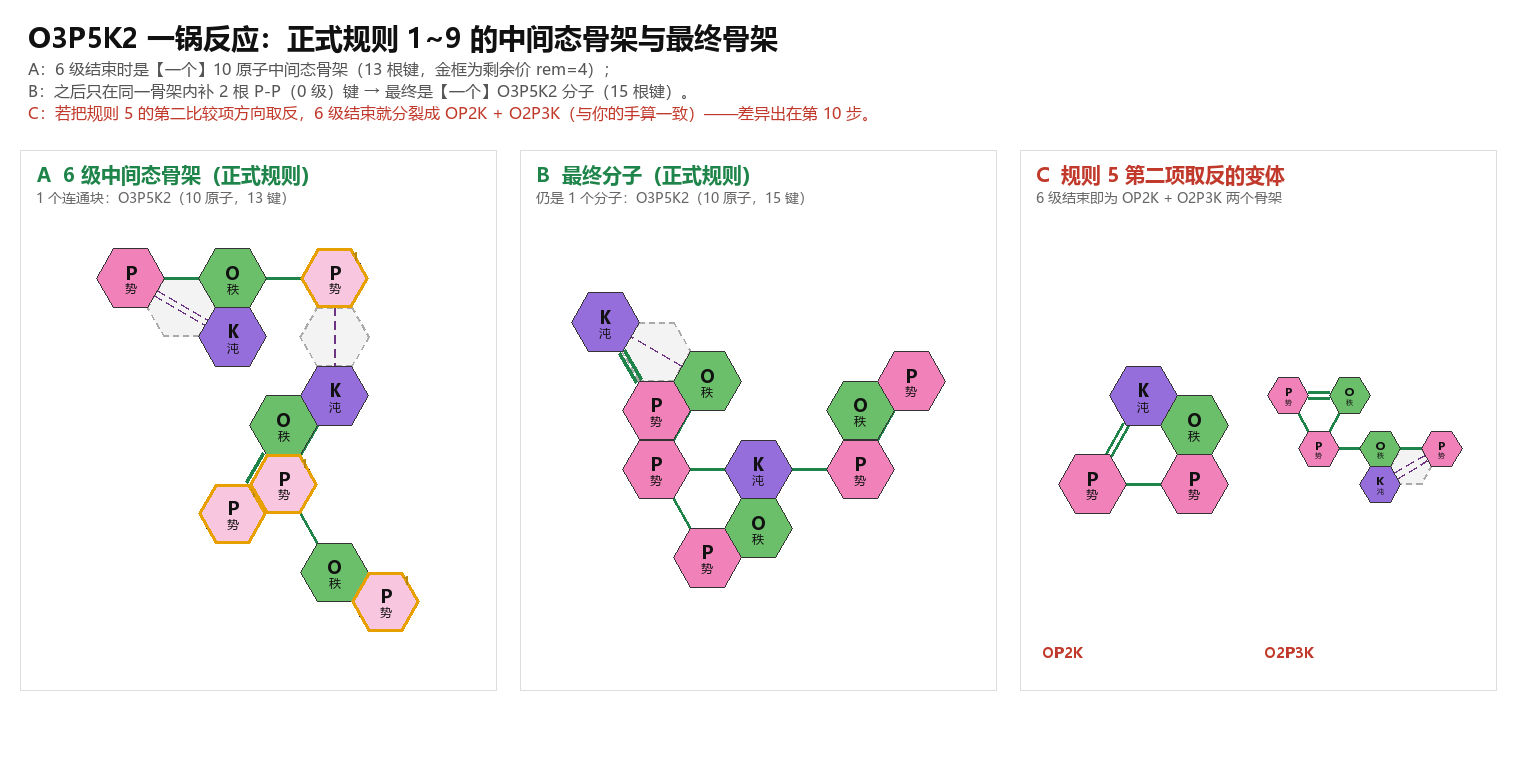 O3P5K2 一锅反应：正式规则 1~9 的中间态骨架与最终骨架
A：6 级结束时是【一个】10 原子中间态骨架（13 根键，金框为剩余价 rem=4）；
B：之后只在同一骨架内补 2 根 P-P（0 级）键 → 最终是【一个】O3P5K2 分子（15 根键）。
C：若把规则 5 的第二比较项方向取反，6 级结束就分裂成 OP2K + O2P3K（与你的手算一致）——差异出在第 10 步。
A 6 级中间态骨架（正式规则）
1 个连通块：O3P5K2（10 原子，13 键）
P
势
O
秩
P
势
K
沌
K
沌
O
秩
P
势
P
势
O
秩
P
势
B 最终分子（正式规则）
仍是 1 个分子：O3P5K2（10 原子，15 键）
K
沌
O
秩
P
势
P
势
O
秩
P
势
K
沌
P
势
O
秩
P
势
C 规则 5 第二项取反的变体
6 级结束即为 OP2K + O2P3K 两个骨架
K
沌
O
秩
P
势
P
势
P
势
O
秩
P
势
O
秩
P
势
K
沌
OP2K
O2P3K